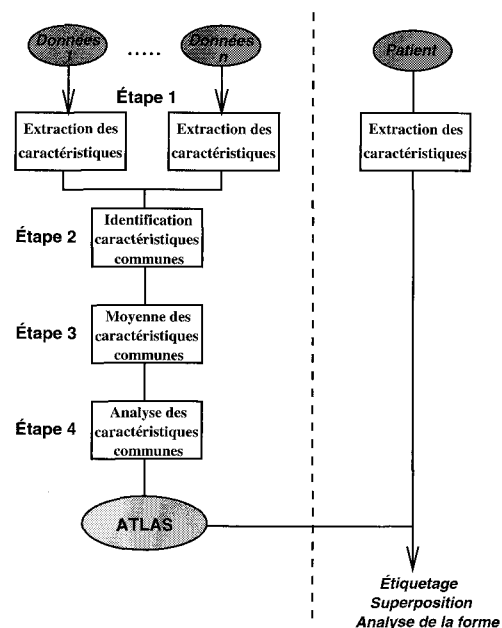 Données
1
.....
Données
n
Patient
Étape 1
Extraction des
caractéristiques
Extraction des
caractéristiques
Extraction des
caractéristiques
Étape 2
Identification
caractéristiques
communes
Étape 3
Moyenne des
caractéristiques
communes
Étape 4
Analyse des
caractéristiques
communes
ATLAS
Étiquetage
Superposition
Analyse de la forme